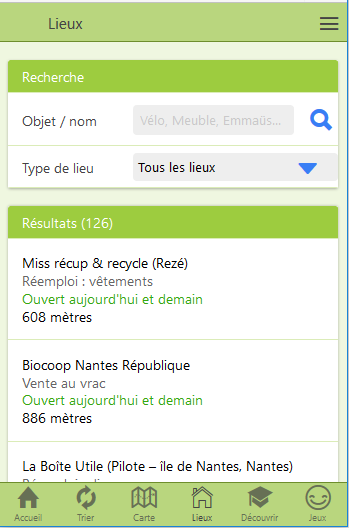 Lieux
Recherche
Objet / nom
Vélo, Meuble, Emmaüs...
Type de lieu
Tous les lieux
Résultats (126)
Miss récup & recycle (Rezé)
Réemploi : vêtements
Ouvert aujourd'hui et demain
608 mètres
Biocoop Nantes République
Vente au vrac
Ouvert aujourd'hui et demain
886 mètres
La Boîte Utile (Pilote – île de Nantes, Nantes)
Accueil
Trier
Carte
Lieux
Découvrir
Jeux